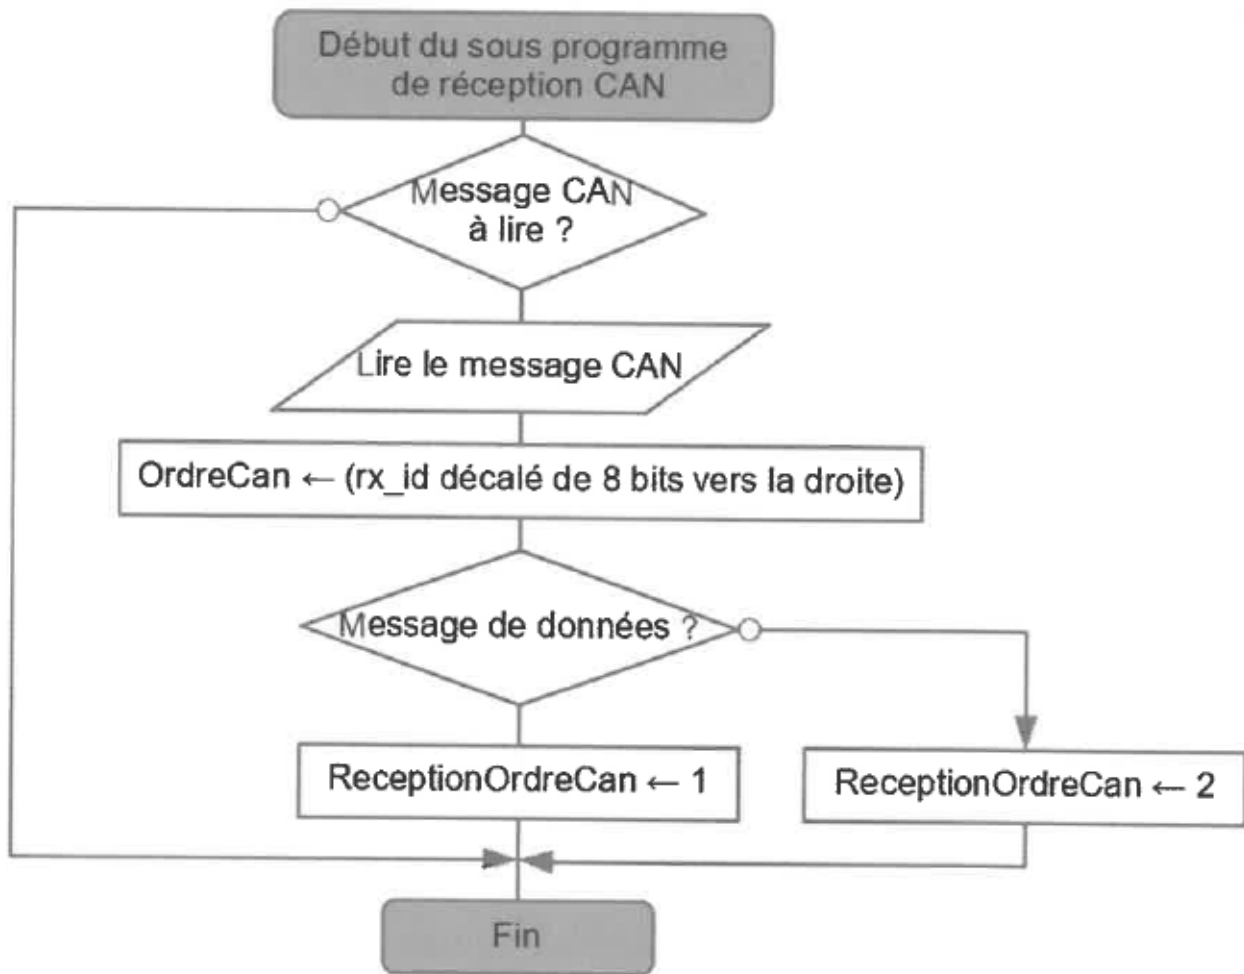 Début du sous programme
de réception CAN
Message CAN
à lire ?
Lire le message CAN
OrdreCan ← (rx_id décalé de 8 bits vers la droite)
Message de données ?
ReceptionOrdreCan ← 1
ReceptionOrdreCan ← 2
Fin